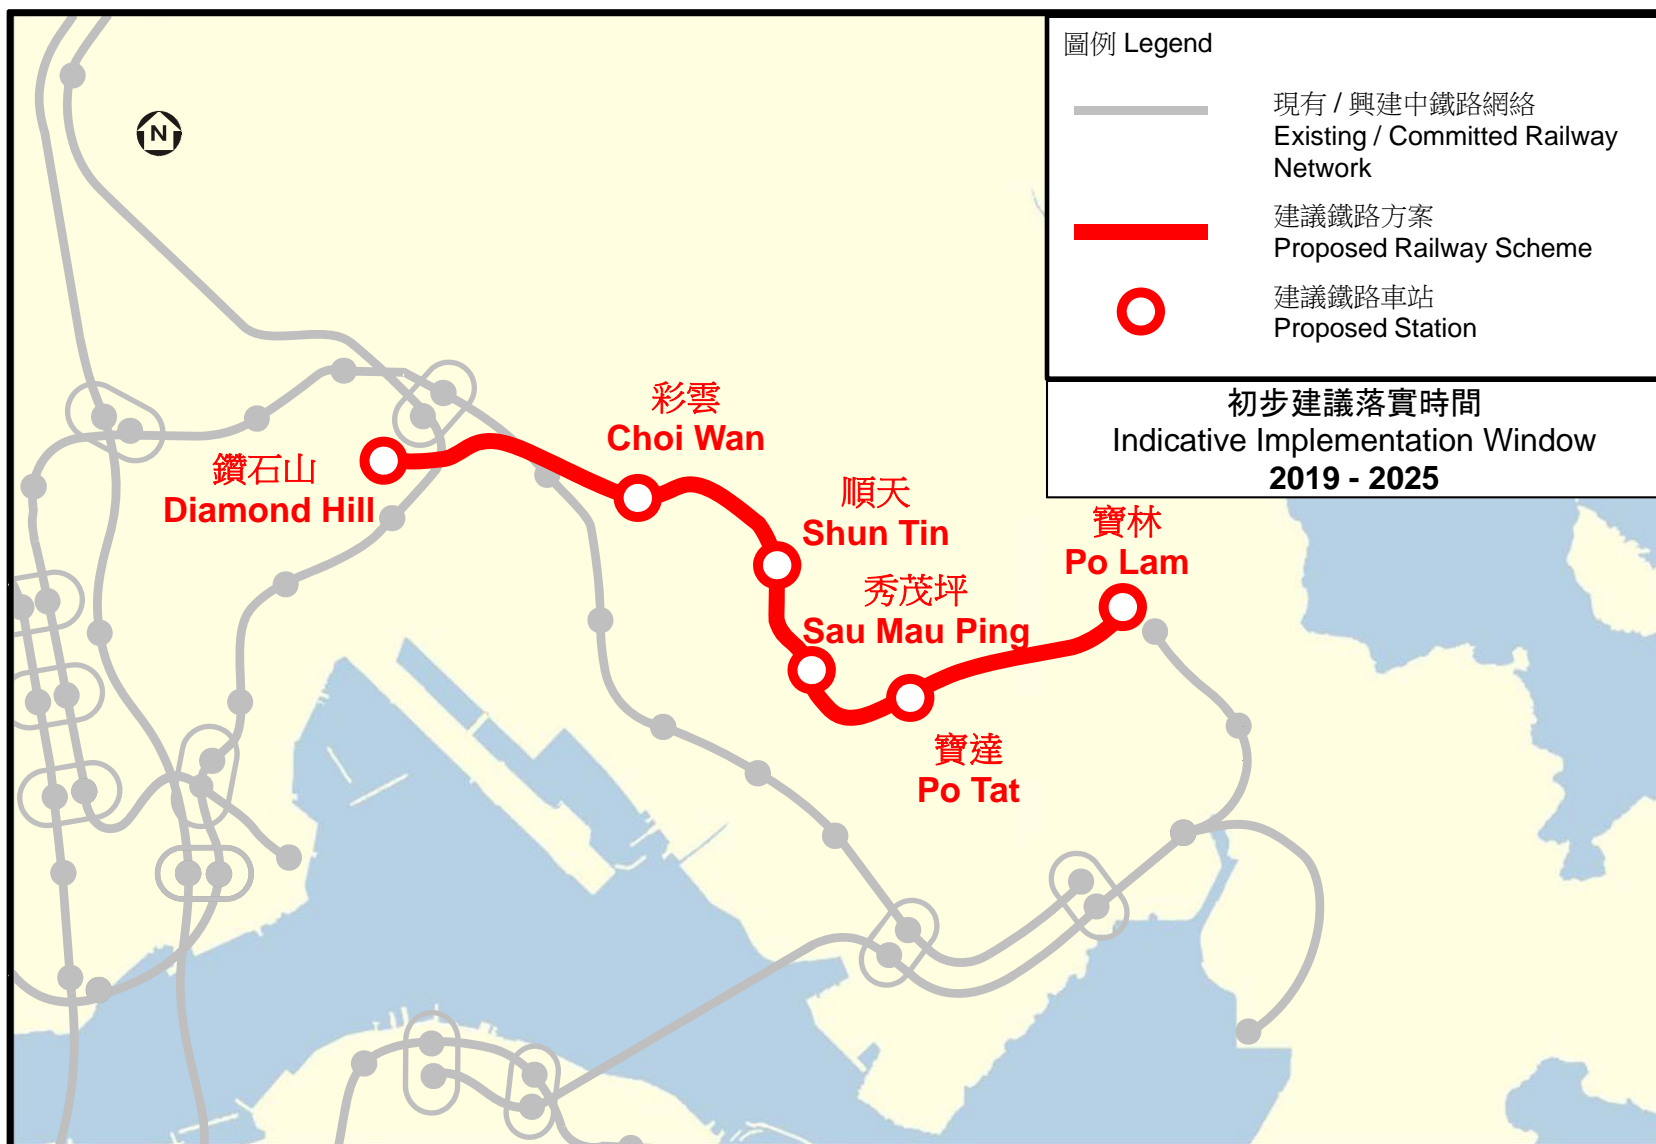 圖例 Legend
現有 / 興建中鐵路網絡
Existing / Committed Railway
Network
建議鐵路方案
Proposed Railway Scheme
建議鐵路車站
Proposed Station
初步建議落實時間
Indicative Implementation Window
2019 - 2025
N
鑽石山
Diamond Hill
彩雲
Choi Wan
順天
Shun Tin
秀茂坪
Sau Mau Ping
寶達
Po Tat
寶林
Po Lam